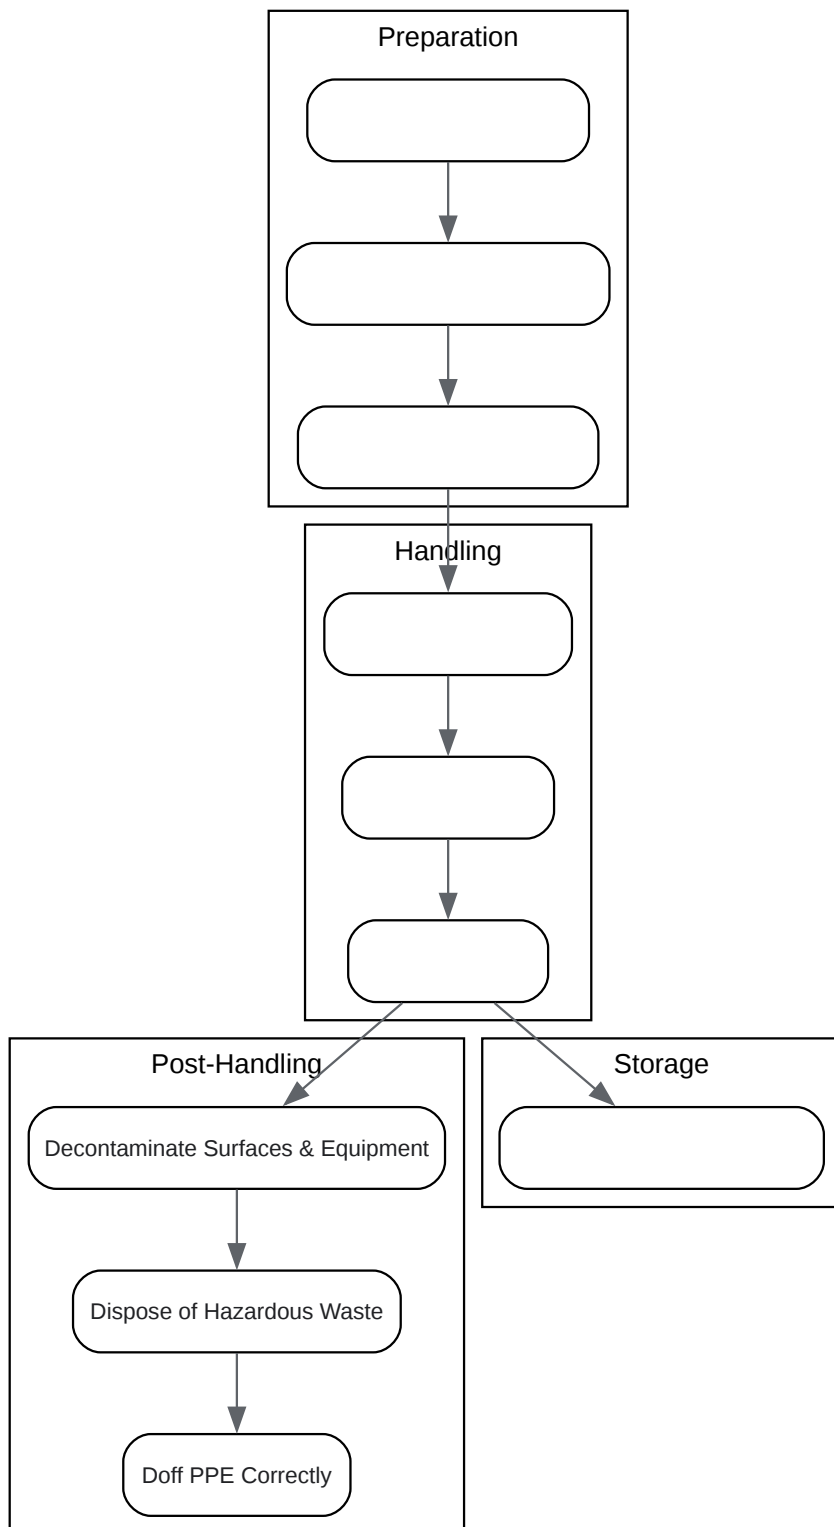 Preparation
Handling
Post-Handling
Storage
Decontaminate Surfaces & Equipment
Dispose of Hazardous Waste
Doff PPE Correctly